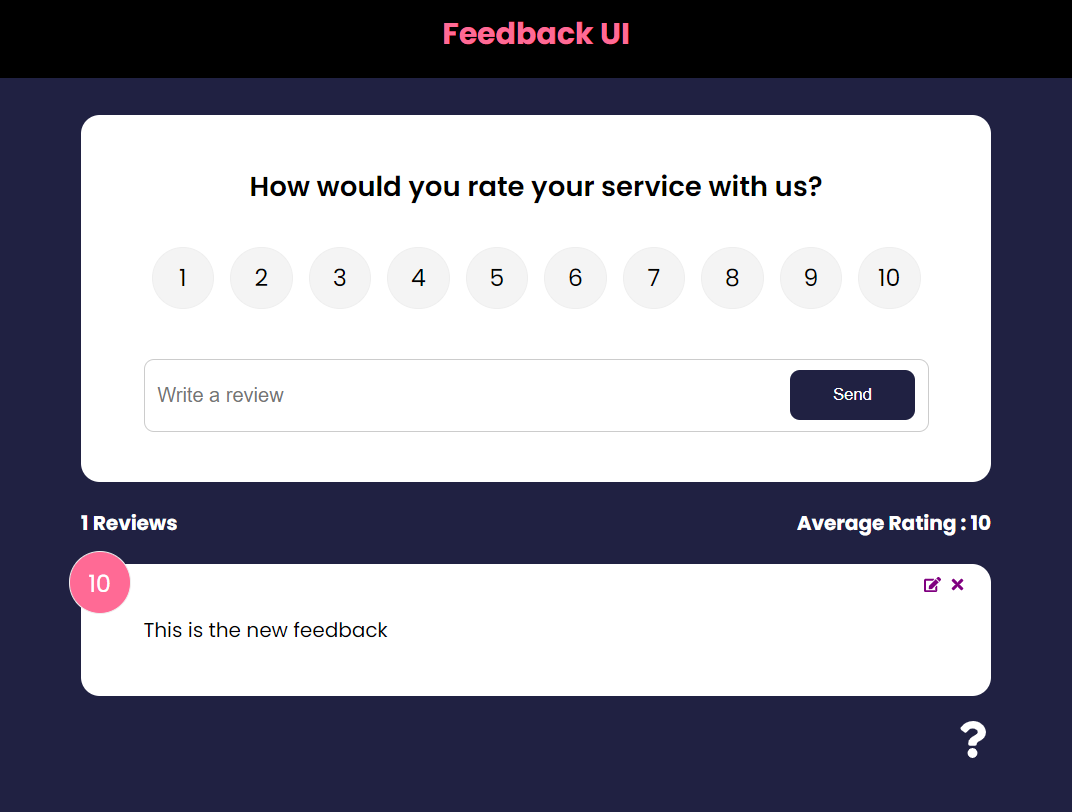 Feedback UI
How would you rate your service with us?
1 2 3 4 5 6 7 8 9 10
Write a review Send
1 Reviews Average Rating : 10
10
This is the new feedback
?